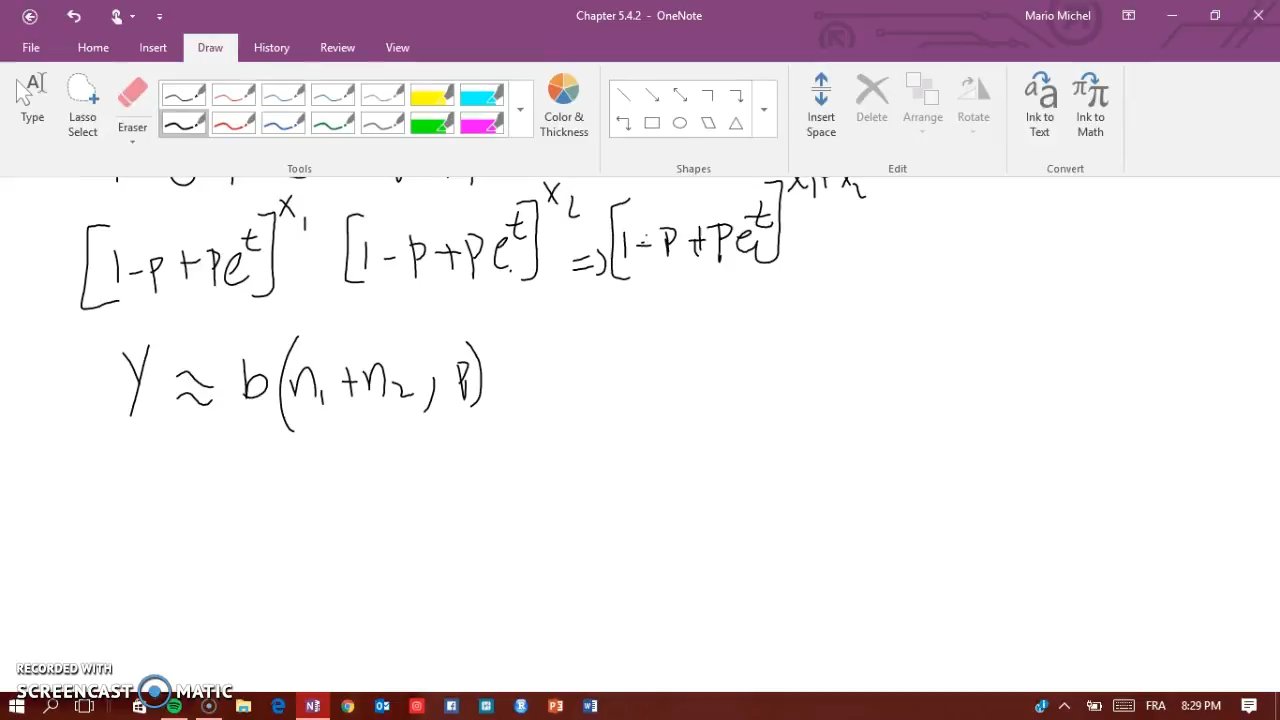 Chapter 5.4.2 - OneNote
Mario Michel
File Home Insert Draw History Review View
Type
Lasso Select
Eraser
Color & Thickness
Insert Space
Delete
Arrange
Rotate
Ink to Text
Ink to Math
Tools
Shapes
Edit
Convert
[1-p+pe^t]^x₁ [1-p+pe^t]^x₂ => [1-p+pe^t]^x₁+x₂
Y ≈ b(n₁+n₂, p)
RECORDED WITH
SCREENCAST MATIC
FRA 8:29 PM